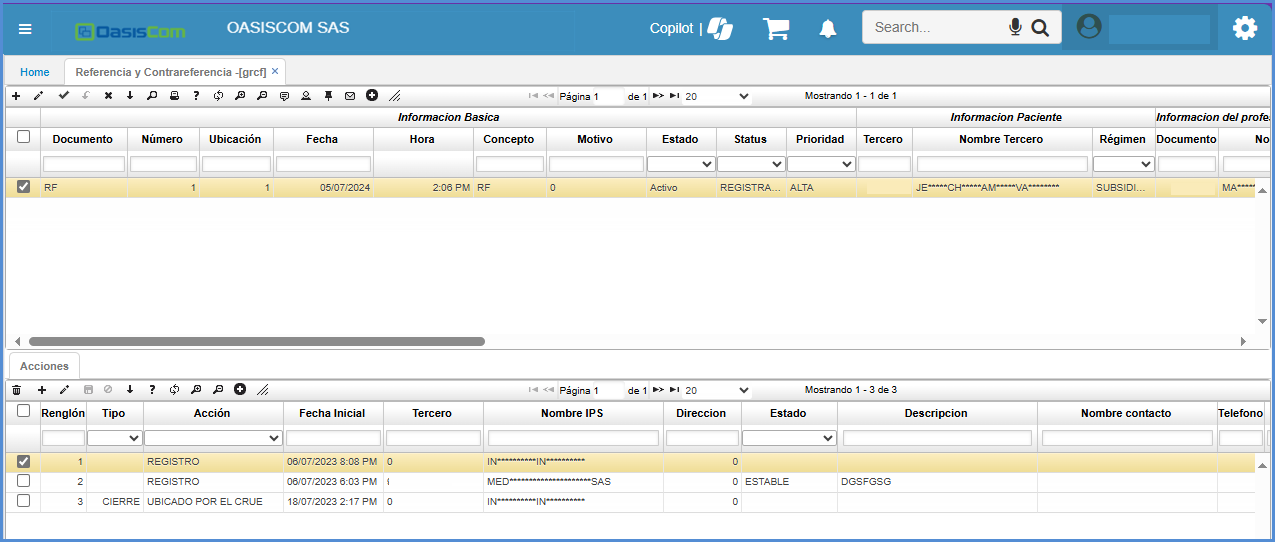 OasisCom
OASISCOM SAS
Copilot |
Search...
Home
Referencia y Contrareferencia -[grcf] ×
Página 1 de 1 20
Mostrando 1 - 1 de 1
Informacion Basica Informacion Paciente Informacion del profe
Documento Número Ubicación Fecha Hora Concepto Motivo Estado Status Prioridad Tercero Nombre Tercero Régimen Documento No
RF 1 1 05/07/2024 2:06 PM RF 0 Activo REGISTRA... ALTA JE*****CH*****AM*****VA******** SUBSIDI... MA*****
Acciones
Página 1 de 1 20
Mostrando 1 - 3 de 3
Renglón Tipo Acción Fecha Inicial Tercero Nombre IPS Direccion Estado Descripcion Nombre contacto Telefono
1 REGISTRO 06/07/2023 8:08 PM 0 IN**********IN********** 0
2 REGISTRO 06/07/2023 6:03 PM MED*********************SAS 0 ESTABLE DGSFGSG
3 CIERRE UBICADO POR EL CRUE 18/07/2023 2:17 PM 0 IN**********IN********** 0